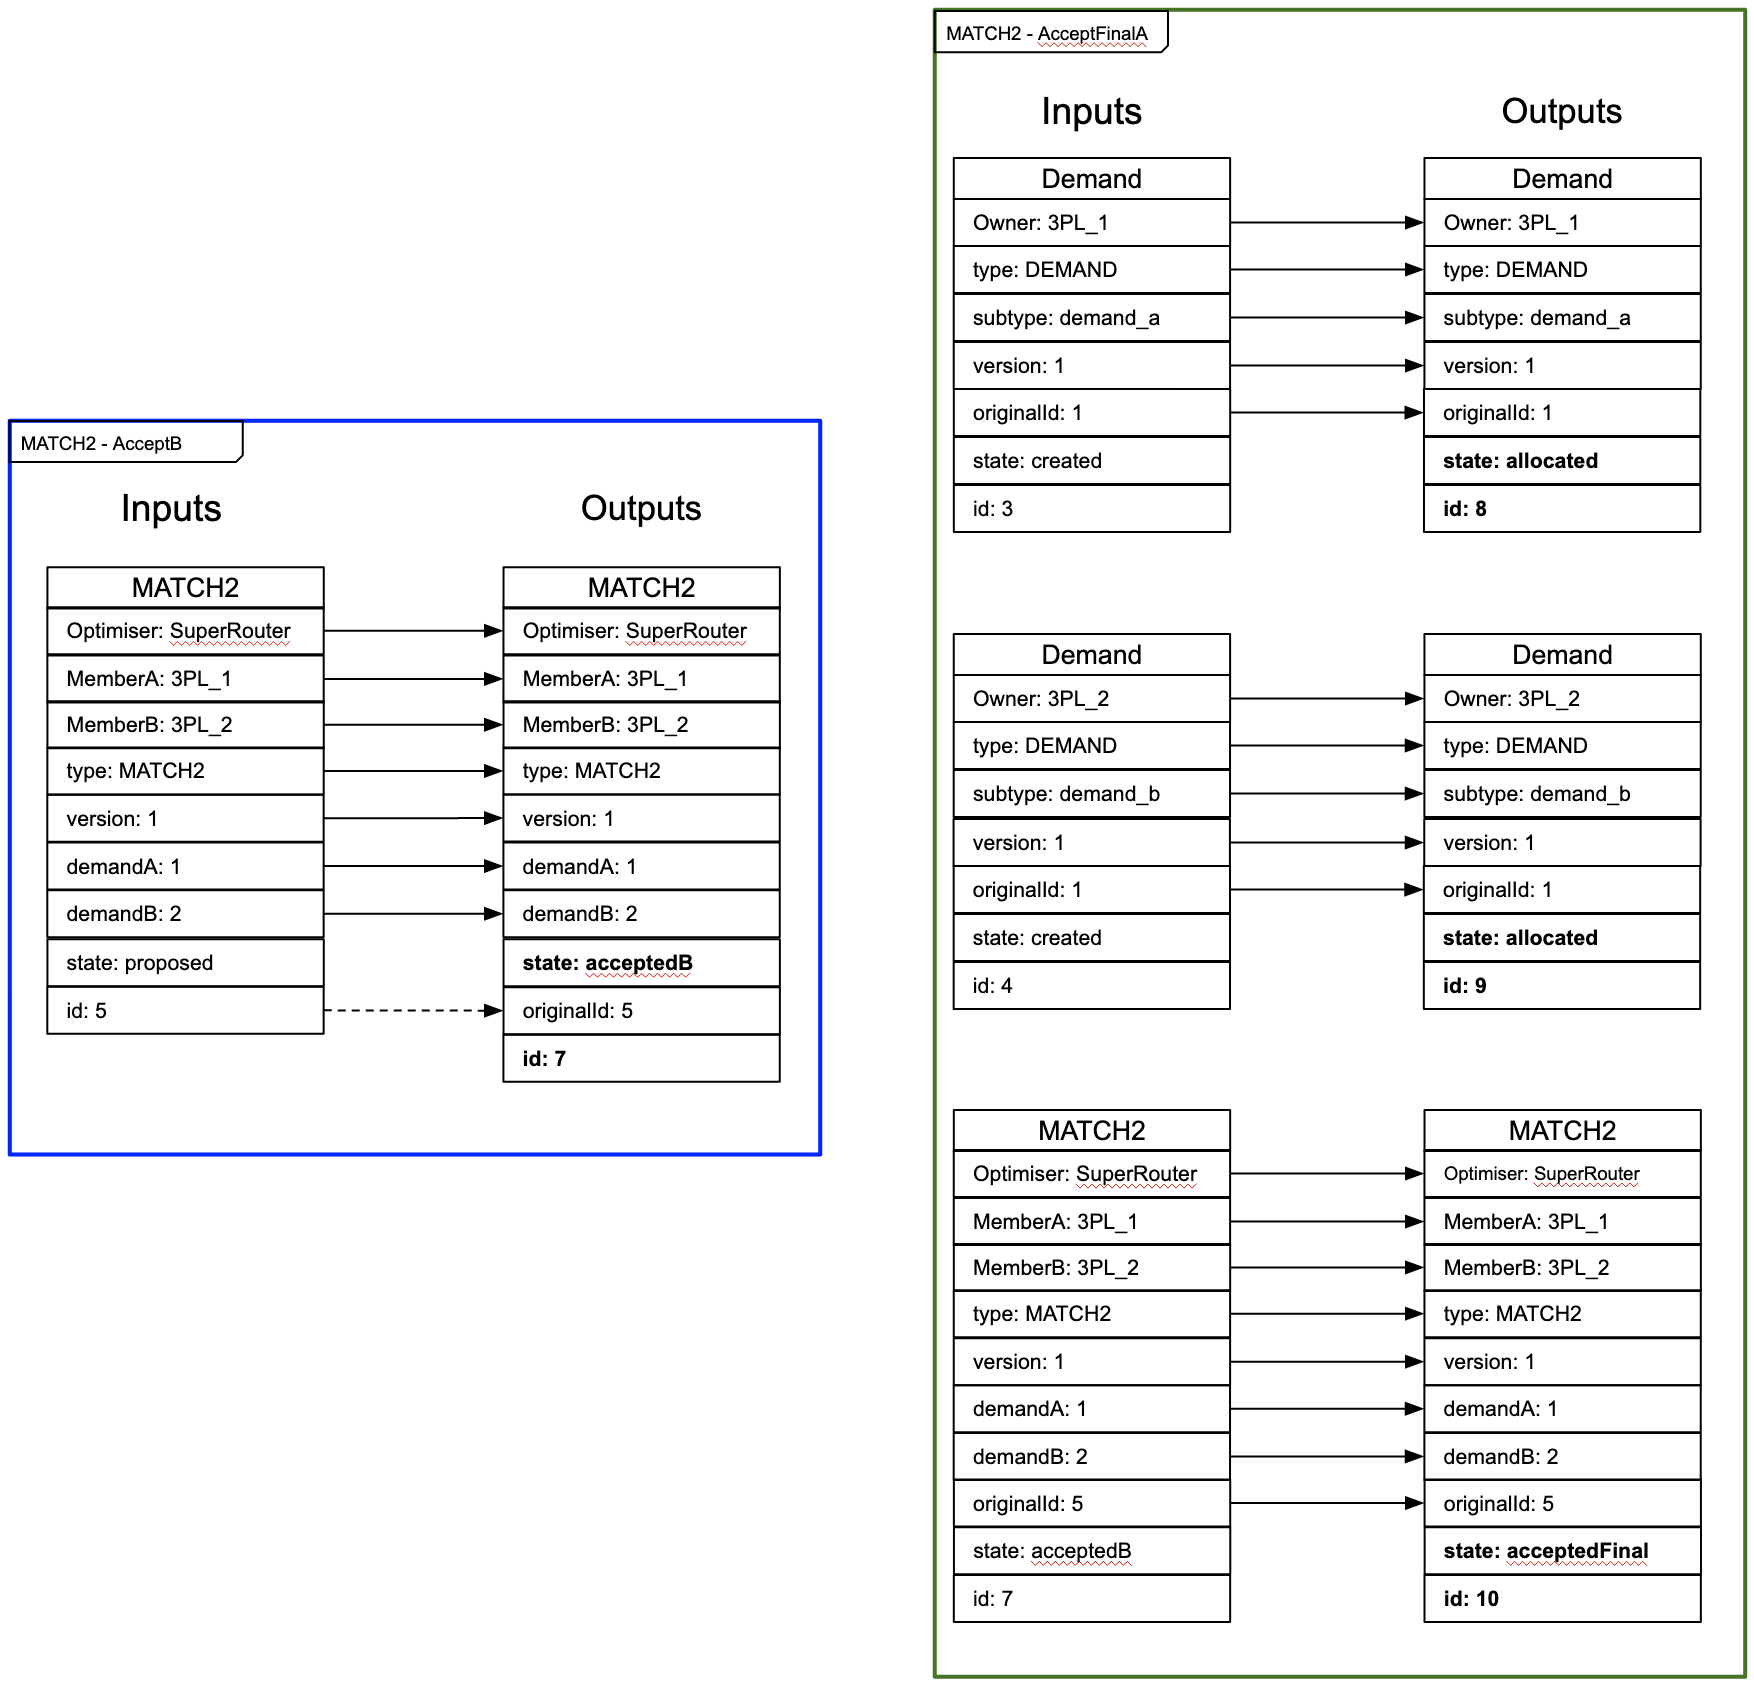 MATCH2 - AcceptB
Inputs
Outputs
MATCH2
Optimiser: SuperRouter
MemberA: 3PL_1
MemberB: 3PL_2
type: MATCH2
version: 1
demandA: 1
demandB: 2
state: proposed
id: 5
MATCH2
Optimiser: SuperRouter
MemberA: 3PL_1
MemberB: 3PL_2
type: MATCH2
version: 1
demandA: 1
demandB: 2
state: acceptedB
originalId: 5
id: 7
MATCH2 - AcceptFinalA
Inputs
Outputs
Demand
Owner: 3PL_1
type: DEMAND
subtype: demand_a
version: 1
originalId: 1
state: created
id: 3
Demand
Owner: 3PL_1
type: DEMAND
subtype: demand_a
version: 1
originalId: 1
state: allocated
id: 8
Demand
Owner: 3PL_2
type: DEMAND
subtype: demand_b
version: 1
originalId: 1
state: created
id: 4
Demand
Owner: 3PL_2
type: DEMAND
subtype: demand_b
version: 1
originalId: 1
state: allocated
id: 9
MATCH2
Optimiser: SuperRouter
MemberA: 3PL_1
MemberB: 3PL_2
type: MATCH2
version: 1
demandA: 1
demandB: 2
originalId: 5
state: acceptedB
id: 7
MATCH2
Optimiser: SuperRouter
MemberA: 3PL_1
MemberB: 3PL_2
type: MATCH2
version: 1
demandA: 1
demandB: 2
originalId: 5
state: acceptedFinal
id: 10